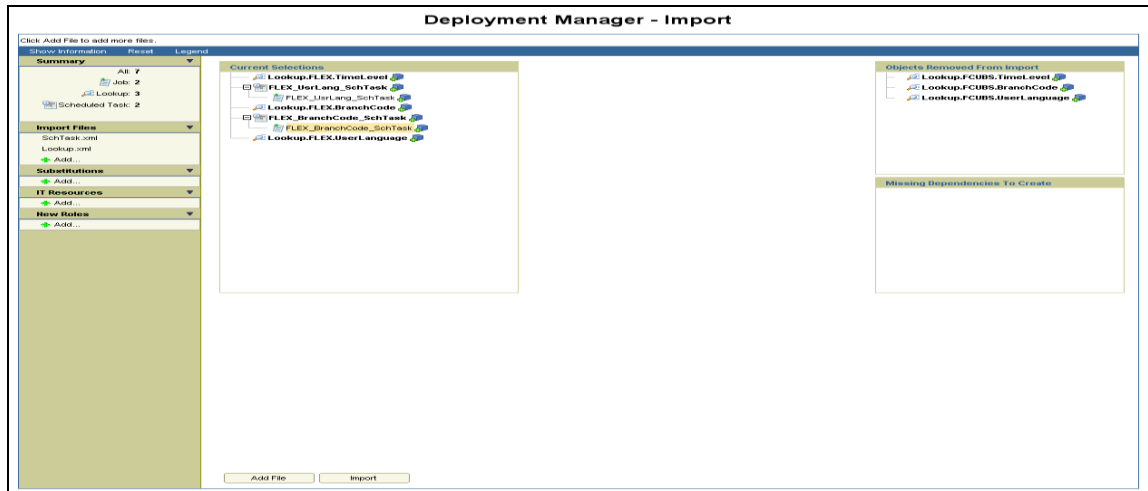 Deployment Manager - Import
Click Add File to add more files.
Show Information Reset Legend
Summary
All: 7
Job: 2
Lookup: 3
Scheduled Task: 2
Import Files
SchTask.xml
Lookup.xml
Add...
Substitutions
Add...
IT Resources
Add...
New Roles
Add...
Current Selections
Lookup.FLEX.TimeLevel
FLEX_UsrLang_SchTask
FLEX_UsrLang_SchTask
Lookup.FLEX.BranchCode
FLEX_BranchCode_SchTask
FLEX_BranchCode_SchTask
Lookup.FLEX.UserLanguage
Objects Removed From Import
Lookup.FCUBS.TimeLevel
Lookup.FCUBS.BranchCode
Lookup.FCUBS.UserLanguage
Missing Dependencies To Create
Add File Import